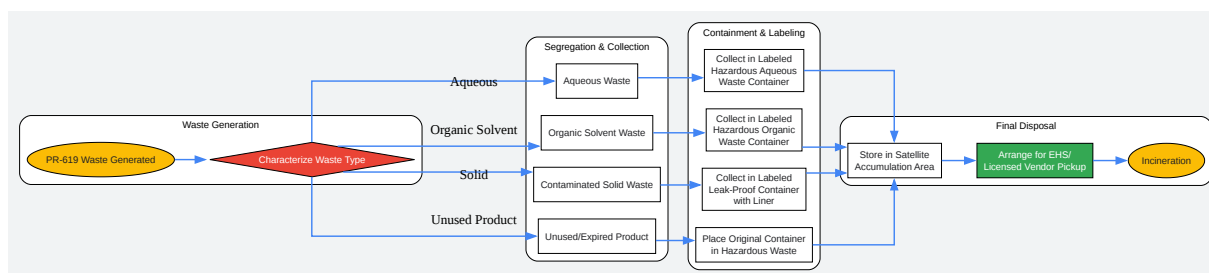 Waste Generation
PR-619 Waste Generated
Characterize Waste Type
Aqueous
Organic Solvent
Solid
Unused Product
Segregation & Collection
Aqueous Waste
Organic Solvent Waste
Contaminated Solid Waste
Unused/Expired Product
Containment & Labeling
Collect in Labeled
Hazardous Aqueous
Waste Container
Collect in Labeled
Hazardous Organic
Waste Container
Collect in Labeled
Leak-Proof Container
with Liner
Place Original Container
in Hazardous Waste
Final Disposal
Store in Satellite
Accumulation Area
Arrange for EHS/
Licensed Vendor Pickup
Incineration